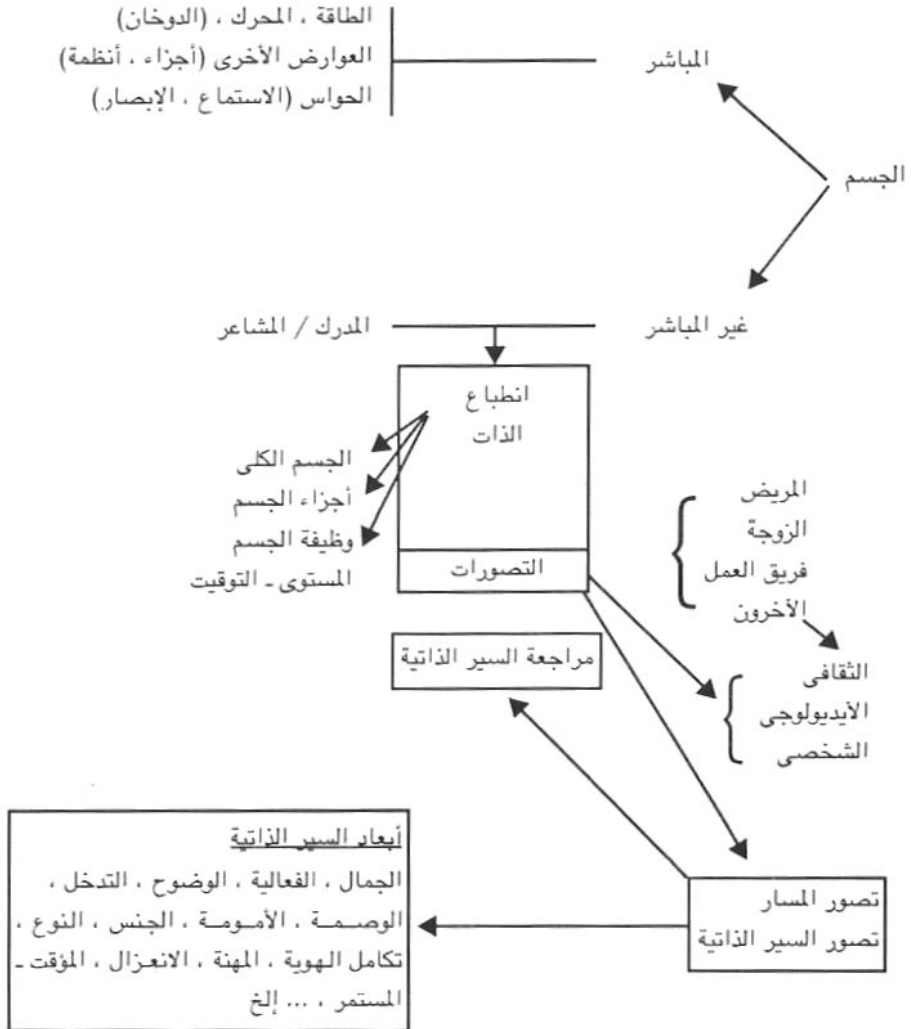 الطاقة ، المحرك ، (الدوخان)
المباشر
العوارض الأخرى (أجزاء ، أنظمة)
الحواس (الاستماع ، الإبصار)
الجسم
غير المباشر
المدرك / المشاعر
انطباع
الذات
الجسم الكلى
أجزاء الجسم
وظيفة الجسم
المستوى ـ التوقيت
التصورات
المريض
الزوجة
فريق العمل
الآخرون
الثقافى
الأيديولوجى
الشخصى
مراجعة السير الذاتية
تصور المسار
تصور السير الذاتية
أبعاد السير الذاتية
الجمال ، الفعالية ، الوضوح ، التدخل ،
الوصمة ، الأمومة ، الجنس ، النوع ،
تكامل الهوية ، المهنة ، الانعزال ، المؤقت ـ
المستمر ، ... إلخ